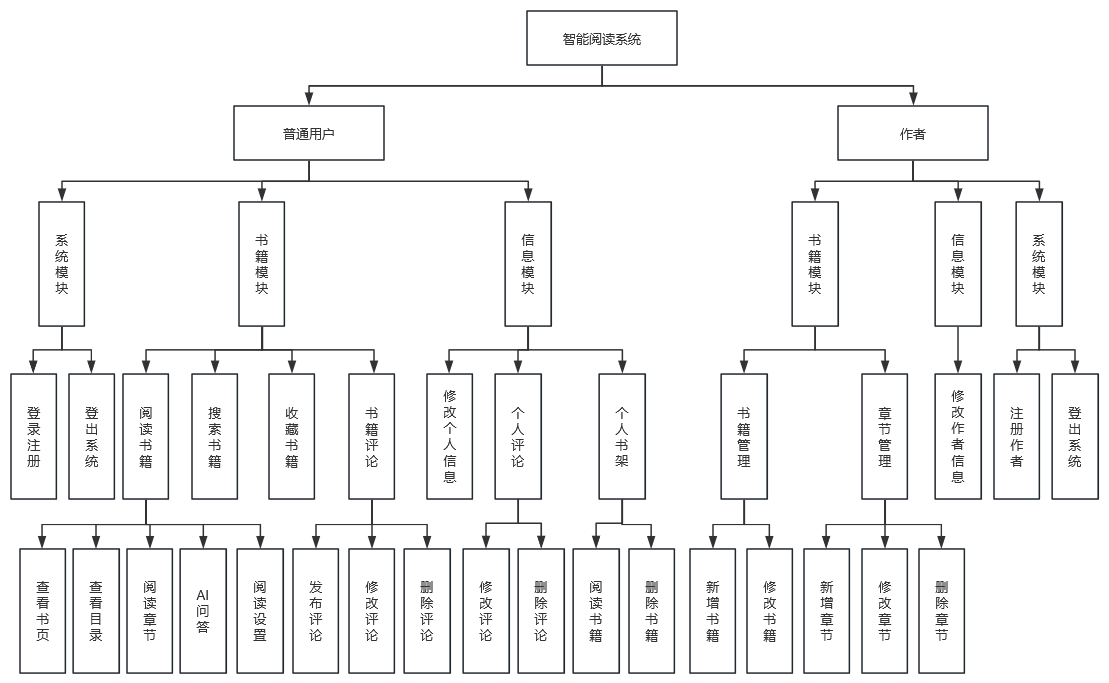 智能阅读系统
普通用户
作者
系统模块
书籍模块
信息模块
书籍模块
信息模块
系统模块
登录注册
登出系统
阅读书籍
搜索书籍
收藏书籍
书籍评论
修改个人信息
个人评论
个人书架
书籍管理
章节管理
修改作者信息
注册作者
登出系统
查看书页
查看目录
阅读章节
AI问答
阅读设置
发布评论
修改评论
删除评论
修改评论
删除评论
阅读书籍
删除书籍
新增书籍
修改书籍
新增章节
修改章节
删除章节